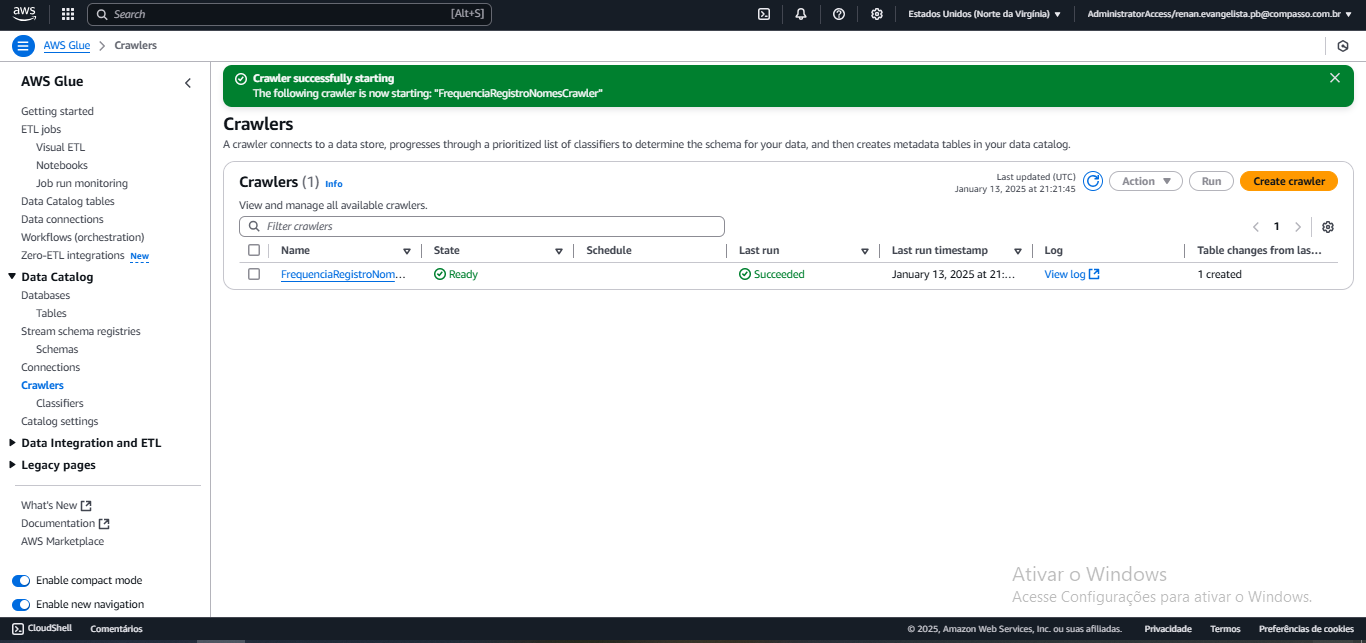 aws
Search
[Alt+S]
Estados Unidos (Norte da Virgínia)
AdministratorAccess/renan.evangelista.pb@compasso.com.br
AWS Glue
Crawlers
AWS Glue
Getting started
ETL jobs
Visual ETL
Notebooks
Job run monitoring
Data Catalog tables
Data connections
Workflows (orchestration)
Zero-ETL integrations New
Data Catalog
Databases
Tables
Stream schema registries
Schemas
Connections
Crawlers
Classifiers
Catalog settings
Data Integration and ETL
Legacy pages
What's New
Documentation
AWS Marketplace
Enable compact mode
Enable new navigation
Crawler successfully starting
The following crawler is now starting: "FrequenciaRegistroNomesCrawler"
Crawlers
A crawler connects to a data store, progresses through a prioritized list of classifiers to determine the schema for your data, and then creates metadata tables in your data catalog.
Crawlers (1) Info
View and manage all available crawlers.
Last updated (UTC)
January 13, 2025 at 21:21:45
Action
Run
Create crawler
Filter crawlers
1
Name State Schedule Last run Last run timestamp Log Table changes from las...
FrequenciaRegistroNom... Ready Succeeded January 13, 2025 at 21:... View log 1 created
Ativar o Windows
Acesse Configurações para ativar o Windows.
CloudShell
Comentários
© 2025, Amazon Web Services, Inc. ou suas afiliadas.
Privacidade
Termos
Preferências de cookies